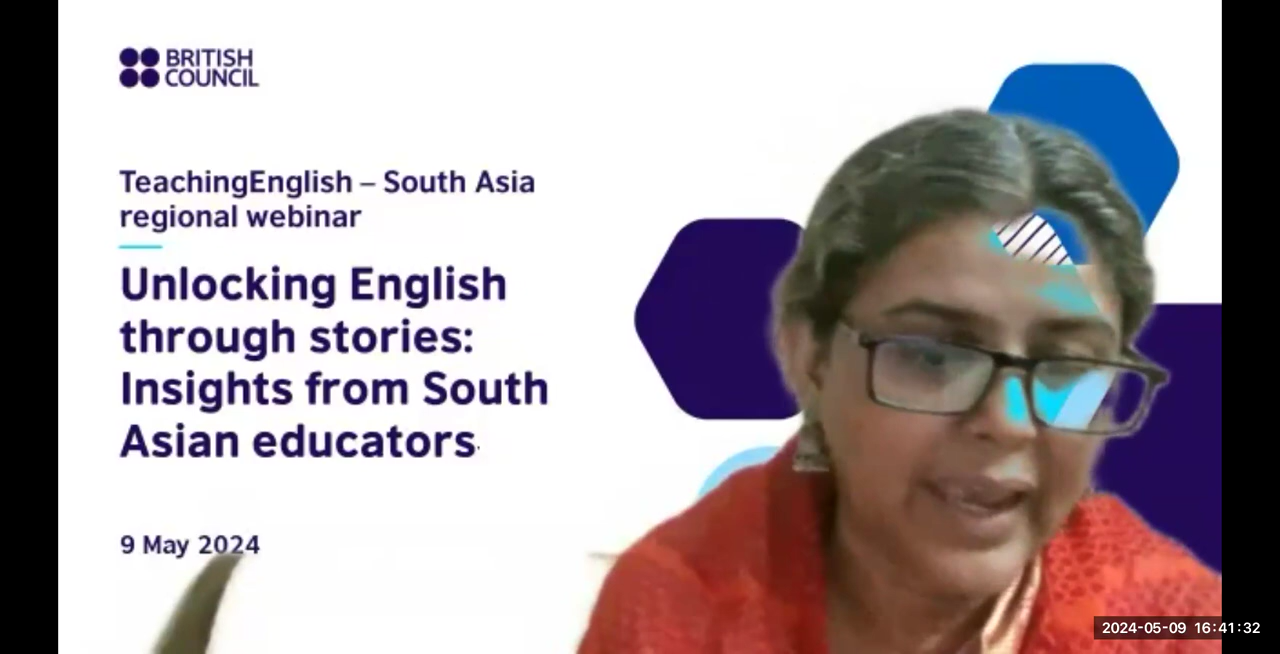 BRITISH
COUNCIL
TeachingEnglish – South Asia
regional webinar
Unlocking English
through stories:
Insights from South
Asian educators
9 May 2024
2024-05-09 16:41:32